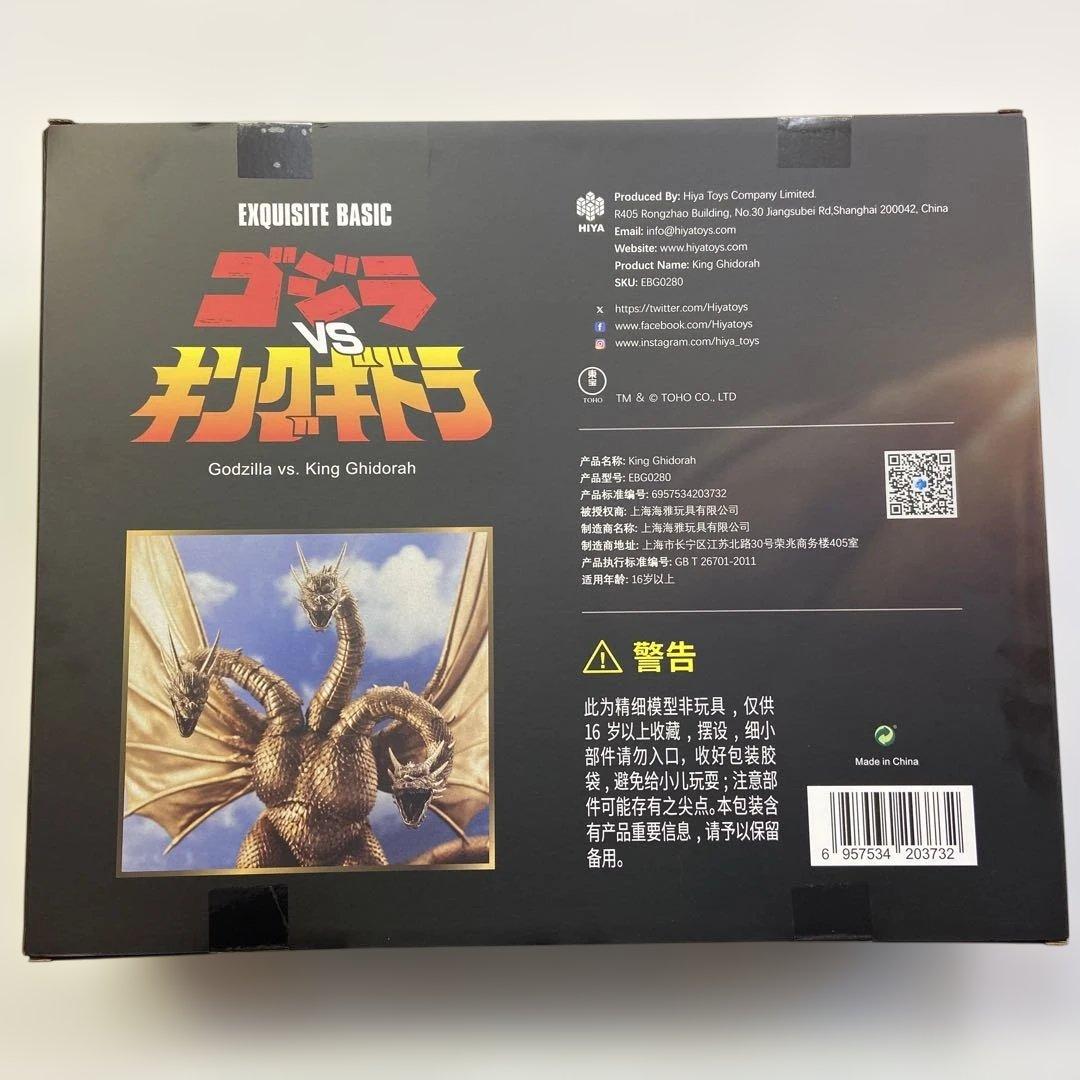 EXQUISITE BASIC
ゴジラ
VS
キングギドラ
Godzilla vs. King Ghidorah
HIYA
Produced By: Hiya Toys Company Limited.
R405 Rongzhao Building, No.30 Jiangsubei Rd,Shanghai 200042, China
Email: info@hiyatoys.com
Website: www.hiyatoys.com
Product Name: King Ghidorah
SKU: EBG0280
X https://twitter.com/Hiyatoys
f www.facebook.com/Hiyatoys
www.instagram.com/hiya_toys
東宝
TOHO
TM & © TOHO CO., LTD
产品名称: King Ghidorah
产品型号: EBG0280
产品标准编号: 6957534203732
被授权商: 上海海雅玩具有限公司
制造商名称: 上海海雅玩具有限公司
制造商地址: 上海市长宁区江苏北路30号荣兆商务楼405室
产品执行标准编号: GB T 26701-2011
适用年龄: 16岁以上
警告
此为精细模型非玩具，仅供
16 岁以上收藏，摆设，细小
部件请勿入口，收好包装胶
袋，避免给小儿玩耍；注意部
件可能存有之尖点。本包装含
有产品重要信息，请予以保留
备用。
Made in China
6 957534 203732